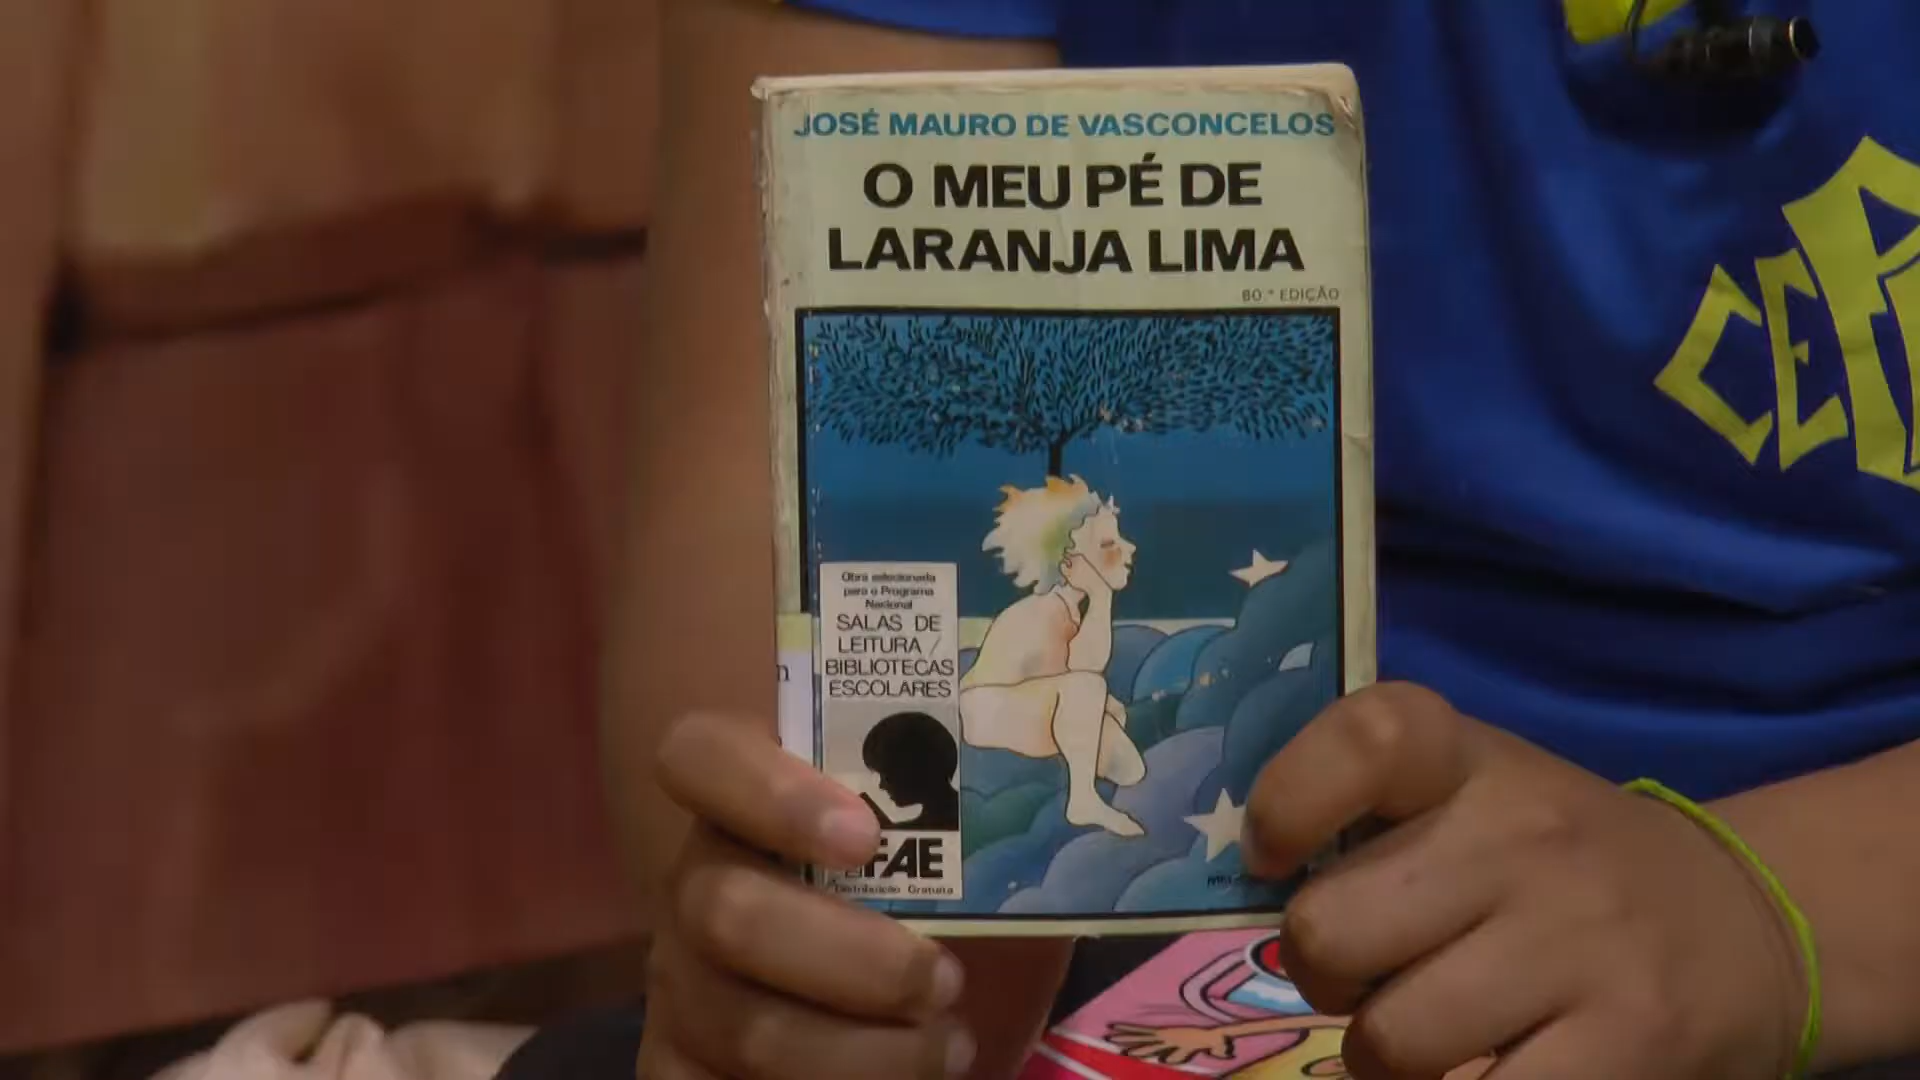 JOSÉ MAURO DE VASCONCELOS
O MEU PÉ DE
LARANJA LIMA
80.ª EDIÇÃO
Obra selecionada
para o Programa
Nacional
SALAS DE
LEITURA /
BIBLIOTECAS
ESCOLARES
FAE
Distribuição Gratuita